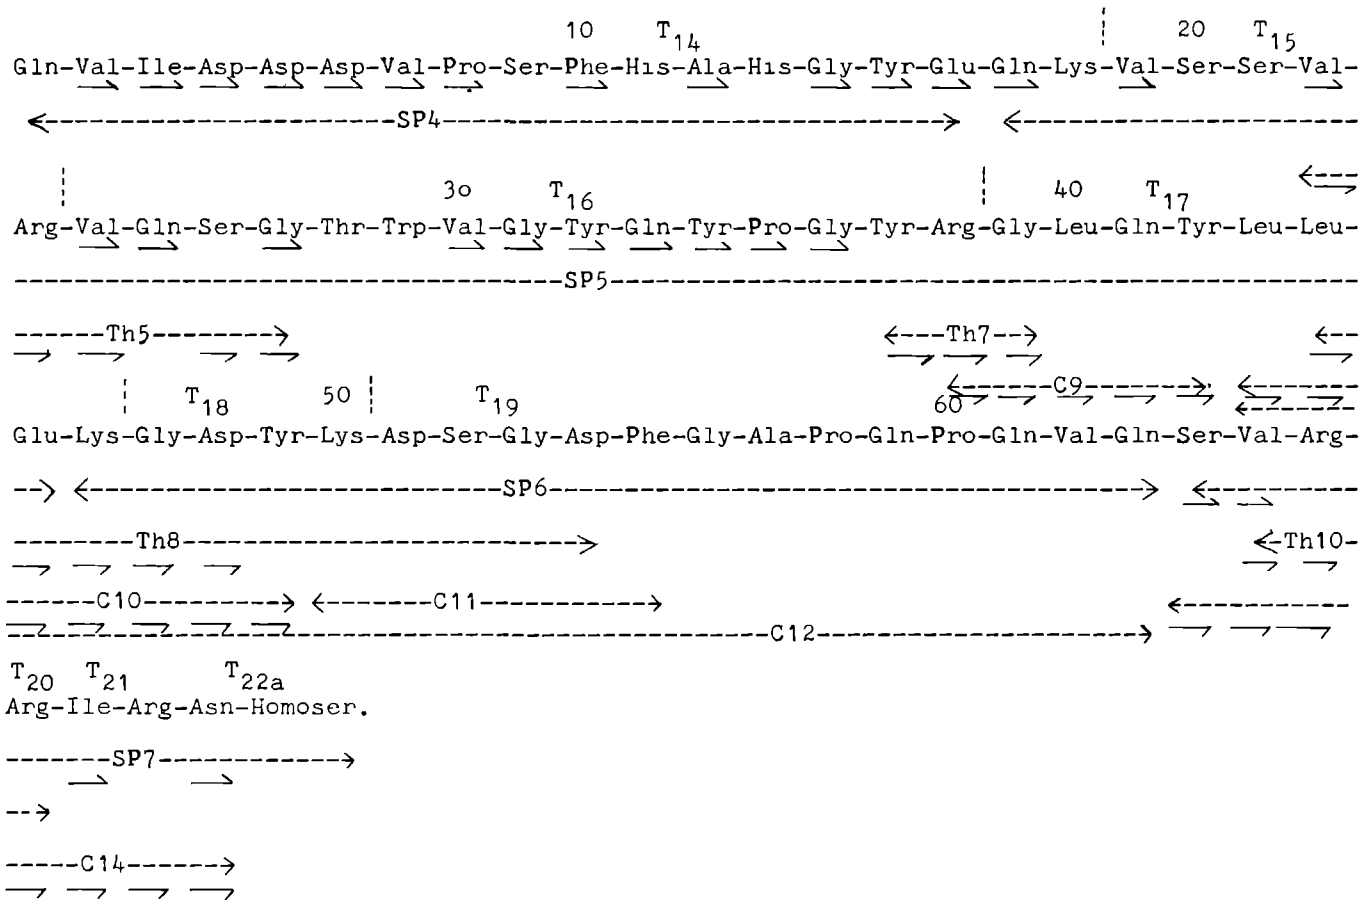 10 T14 20 T15
Gln-Val-Ile-Asp-Asp-Asp-Val-Pro-Ser-Phe-His-Ala-His-Gly-Tyr-Glu-Gln-Lys-Val-Ser-Ser-Val-
SP4
30 T16 40 T17
Arg-Val-Gln-Ser-Gly-Thr-Trp-Val-Gly-Tyr-Gln-Tyr-Pro-Gly-Tyr-Arg-Gly-Leu-Gln-Tyr-Leu-Leu-
SP5
Th5 Th7
C9
T18 50 T19 60
Glu-Lys-Gly-Asp-Tyr-Lys-Asp-Ser-Gly-Asp-Phe-Gly-Ala-Pro-Gln-Pro-Gln-Val-Gln-Ser-Val-Arg-
SP6
Th8 Th10
C10 C11
C12
T20 T21 T22a
Arg-Ile-Arg-Asn-Homoser.
SP7
C14